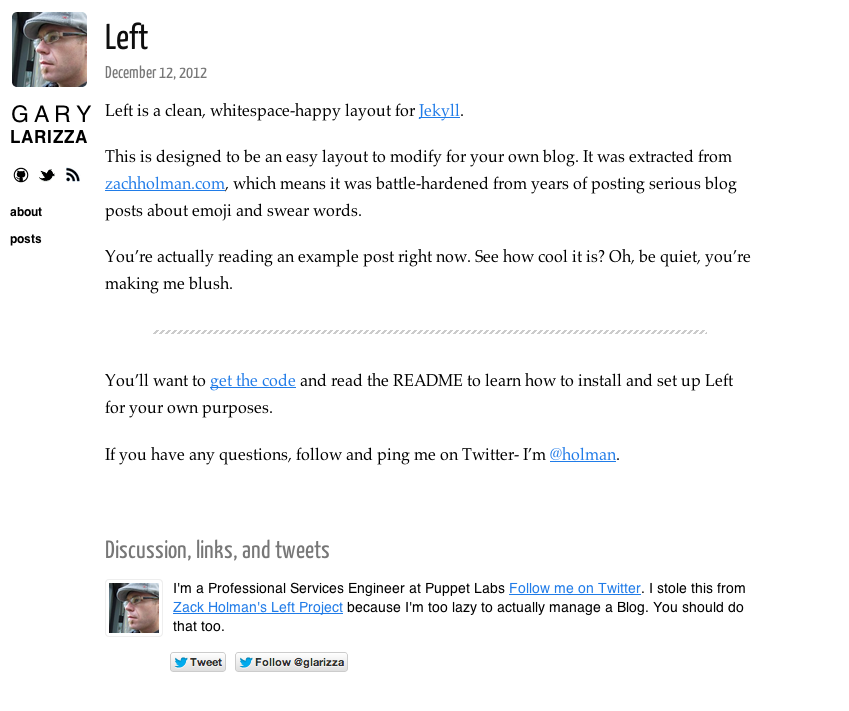 Left
December 12, 2012
GARY
LARIZZA
about
posts
Left is a clean, whitespace-happy layout for Jekyll.
This is designed to be an easy layout to modify for your own blog. It was extracted from
zachholman.com, which means it was battle-hardened from years of posting serious blog
posts about emoji and swear words.
You’re actually reading an example post right now. See how cool it is? Oh, be quiet, you’re
making me blush.
You’ll want to get the code and read the README to learn how to install and set up Left
for your own purposes.
If you have any questions, follow and ping me on Twitter- I’m @holman.
Discussion, links, and tweets
I'm a Professional Services Engineer at Puppet Labs Follow me on Twitter. I stole this from
Zack Holman's Left Project because I'm too lazy to actually manage a Blog. You should do
that too.
Tweet
Follow @glarizza